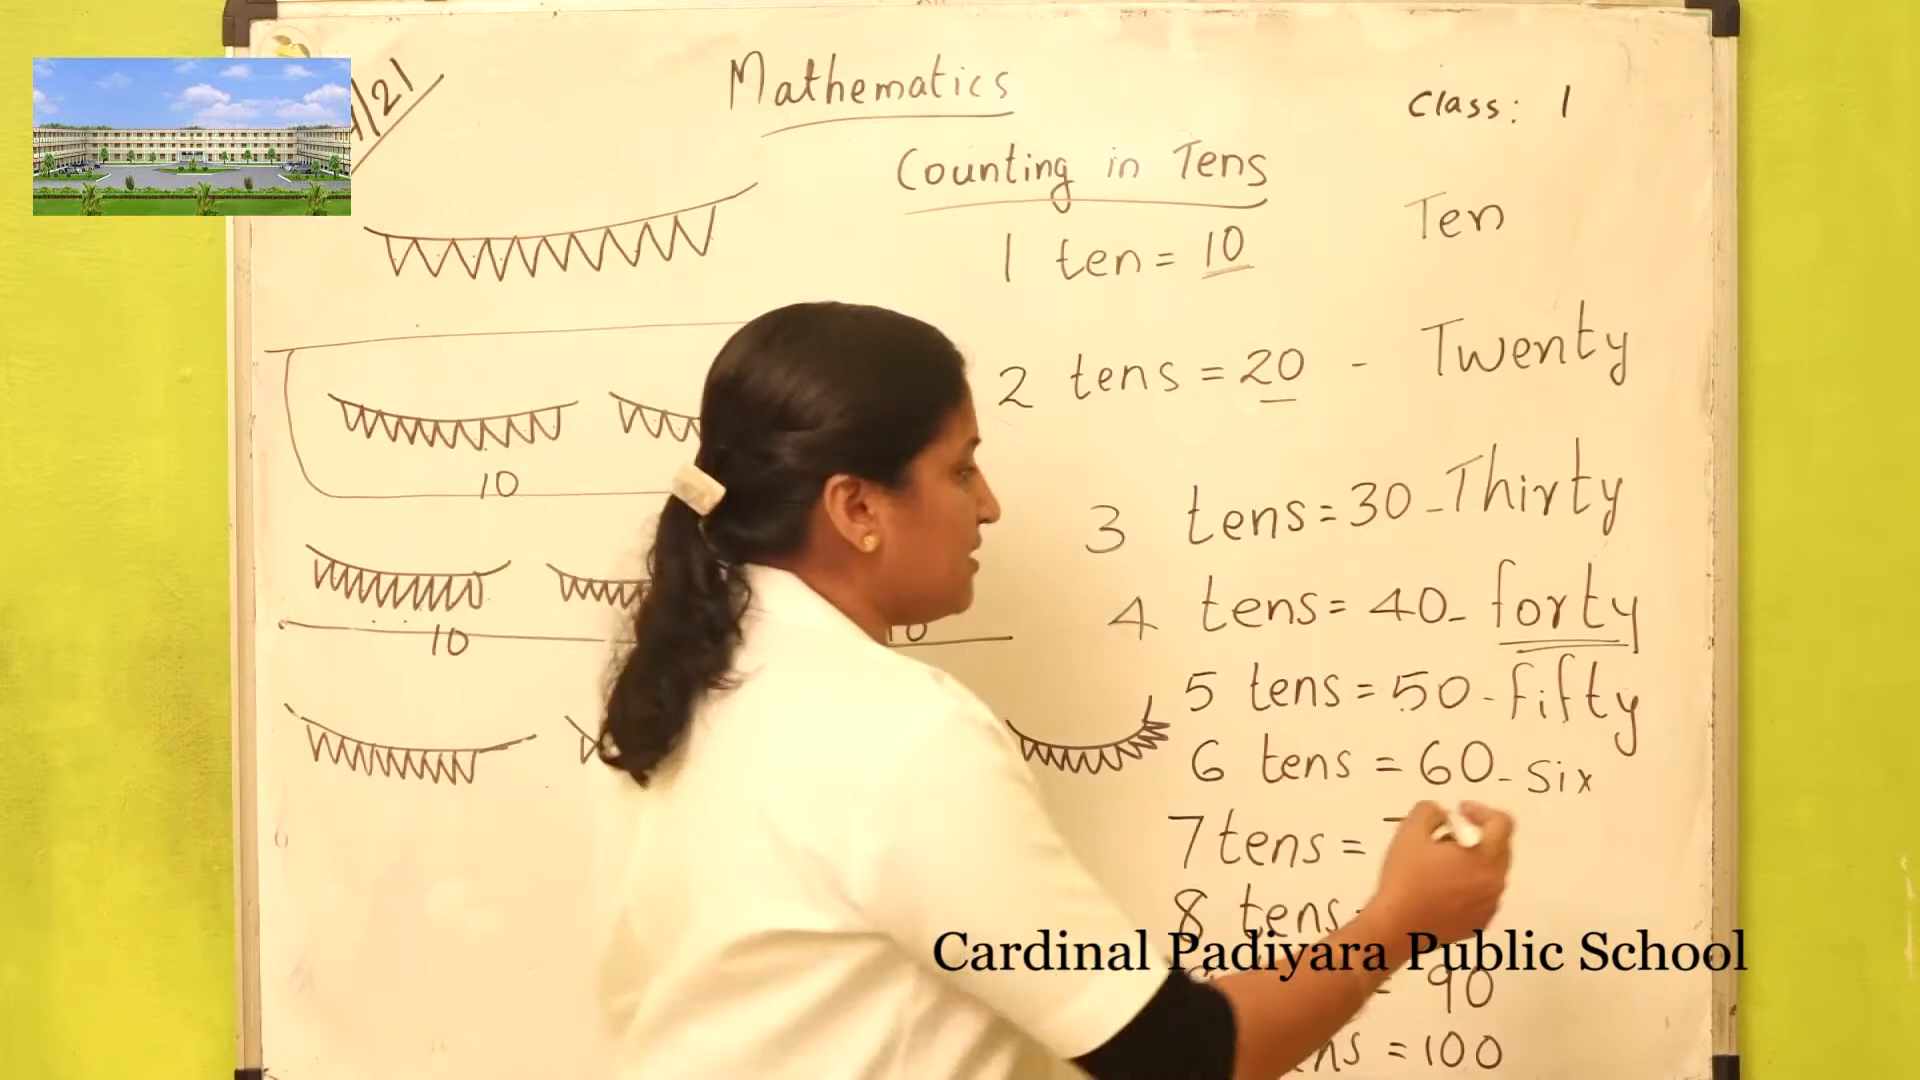 /21
Mathematics
Class: 1
Counting in Tens
1 ten = 10 Ten
2 tens = 20 - Twenty
3 tens = 30 - Thirty
4 tens = 40 - forty
5 tens = 50 - fifty
6 tens = 60 - six
7 tens =
8 tens
= 90
= 100
10
10
10
Cardinal Padiyara Public School